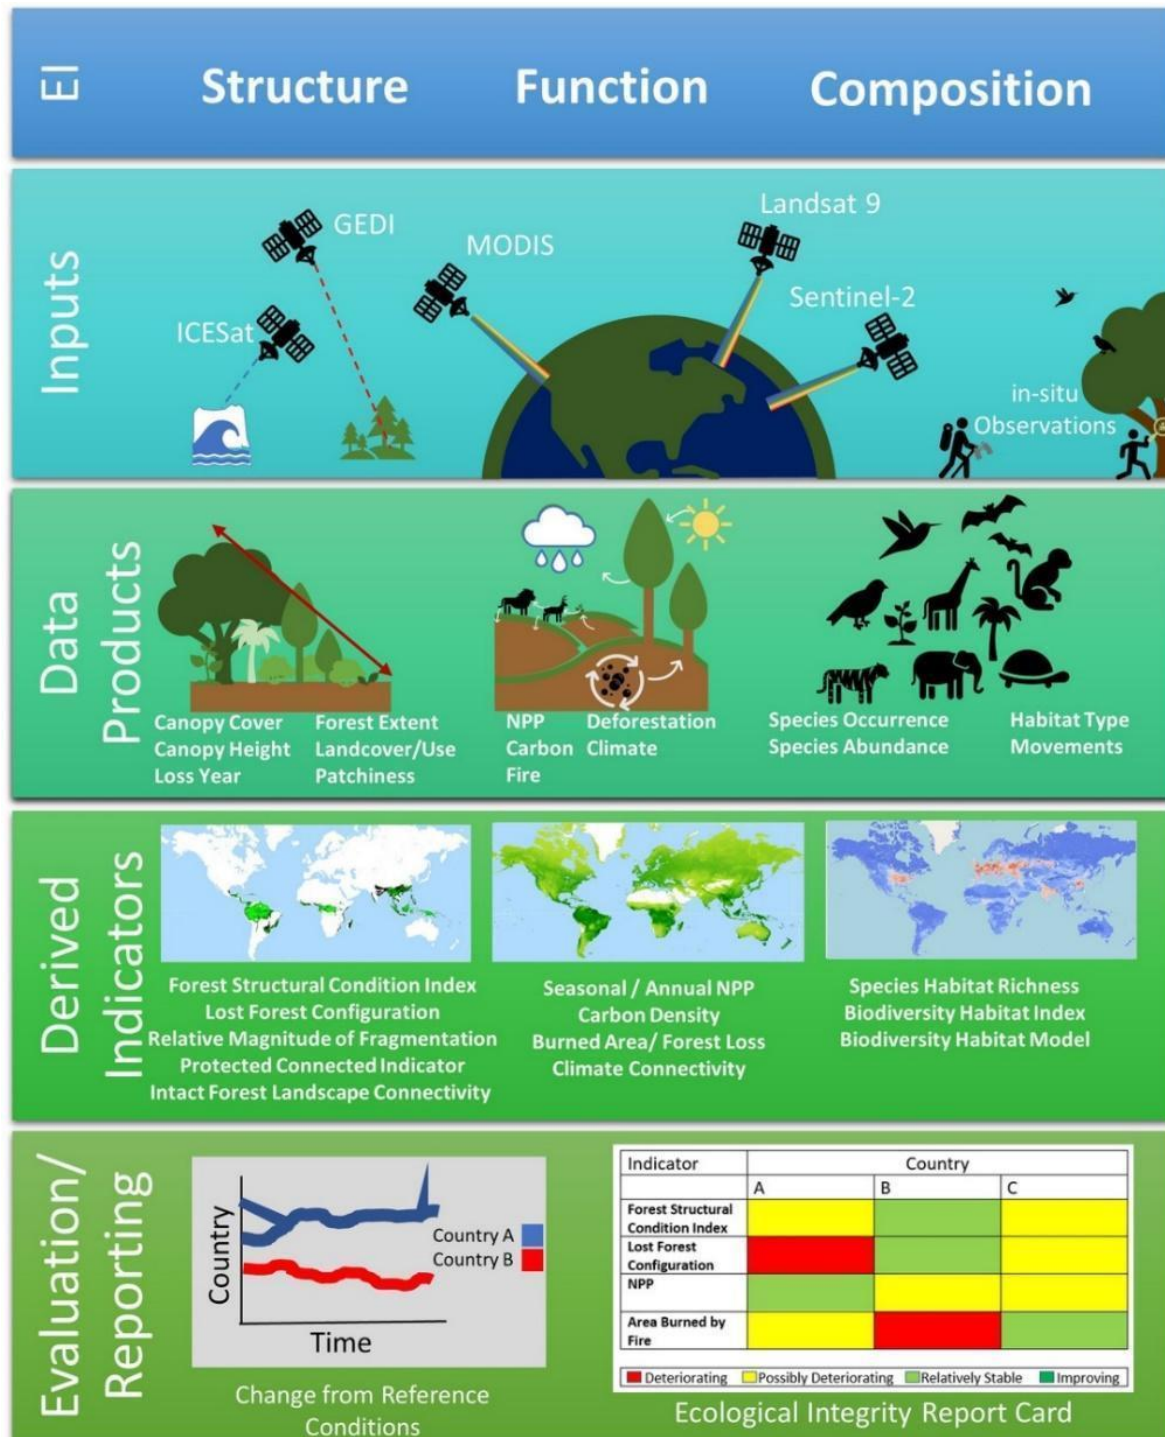 EI
Structure
Function
Composition
Inputs
GEDI
MODIS
Landsat 9
ICESat
Sentinel-2
in-situ
Observations
Data
Products
Canopy Cover
Canopy Height
Loss Year
Forest Extent
Landcover/Use
Patchiness
NPP
Carbon
Fire
Deforestation
Climate
Species Occurrence
Species Abundance
Habitat Type
Movements
Derived
Indicators
Forest Structural Condition Index
Lost Forest Configuration
Relative Magnitude of Fragmentation
Protected Connected Indicator
Intact Forest Landscape Connectivity
Seasonal / Annual NPP
Carbon Density
Burned Area/ Forest Loss
Climate Connectivity
Species Habitat Richness
Biodiversity Habitat Index
Biodiversity Habitat Model
Evaluation/
Reporting
Country
Time
Country A
Country B
Change from Reference
Conditions
Indicator
Country
A
B
C
Forest Structural
Condition Index
Lost Forest
Configuration
NPP
Area Burned by
Fire
Deteriorating
Possibly Deteriorating
Relatively Stable
Improving
Ecological Integrity Report Card